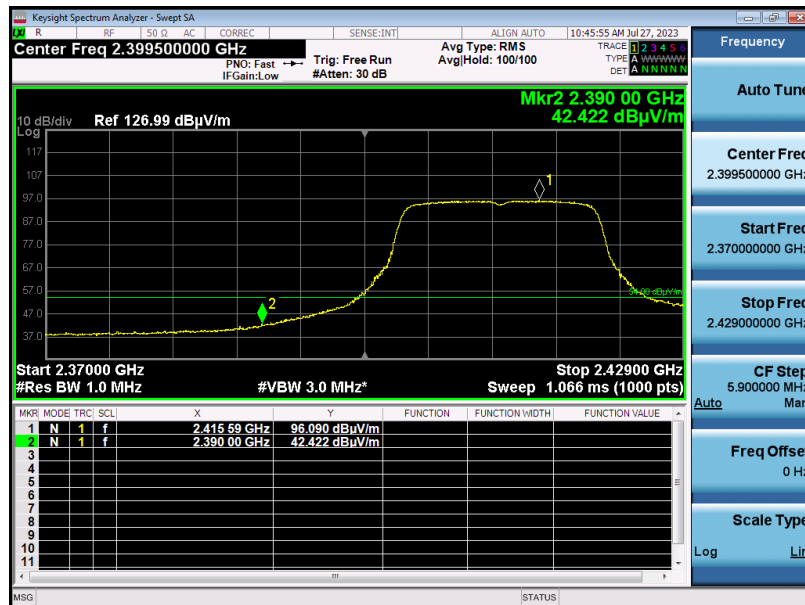 Keysight Spectrum Analyzer - Swept SA
LXI R RF 50 Ω AC CORREC SENSE:INT ALIGN AUTO 10:45:55 AM Jul 27, 2023
Center Freq 2.399500000 GHz
PNO: Fast
IFGain:Low
Trig: Free Run
#Atten: 30 dB
Avg Type: RMS
Avg|Hold: 100/100
TRACE 1 2 3 4 5 6
TYPE A WWWWW
DET A N N N N N
Mkr2 2.390 00 GHz
42.422 dBµV/m
10 dB/div Ref 126.99 dBµV/m
Log
117
107
97.0
87.0
77.0
67.0
57.0
47.0
37.0
1
2
Start 2.37000 GHz Stop 2.42900 GHz
#Res BW 1.0 MHz #VBW 3.0 MHz* Sweep 1.066 ms (1000 pts)
MKR MODE TRC SCL X Y FUNCTION FUNCTION WIDTH FUNCTION VALUE
1 N 1 f 2.415 59 GHz 96.090 dBµV/m
2 N 1 f 2.390 00 GHz 42.422 dBµV/m
3
4
5
6
7
8
9
10
11
MSG STATUS
Frequency
Auto Tune
Center Freq
2.399500000 GHz
Start Freq
2.370000000 GHz
Stop Freq
2.429000000 GHz
CF Step
5.900000 MHz
Auto Man
Freq Offset
0 Hz
Scale Type
Log Lin